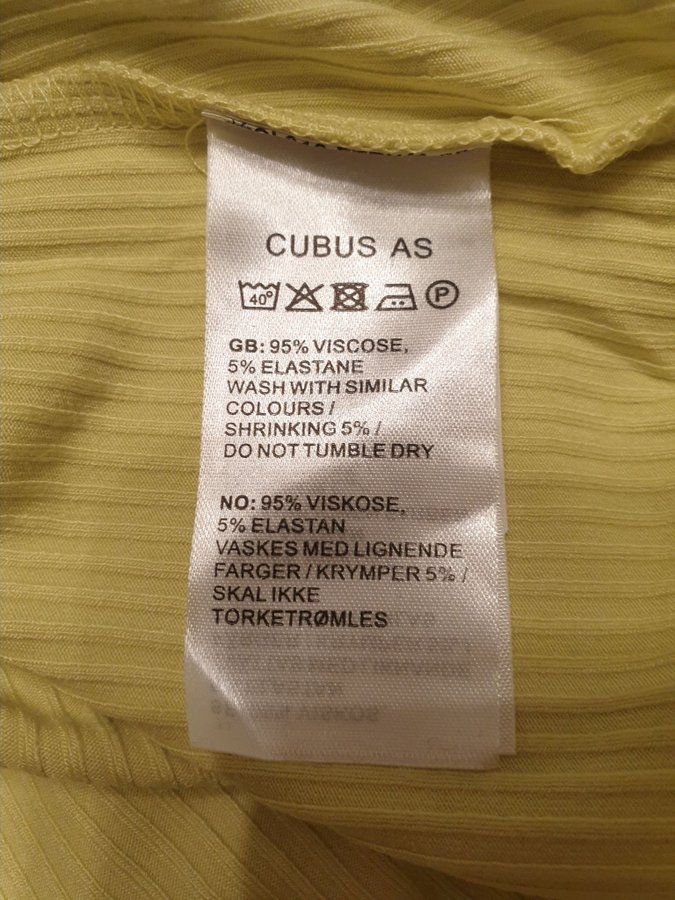 CUBUS AS
40° P
GB: 95% VISCOSE,
5% ELASTANE
WASH WITH SIMILAR
COLOURS /
SHRINKING 5% /
DO NOT TUMBLE DRY
NO: 95% VISKOSE,
5% ELASTAN
VASKES MED LIGNENDE
FARGER / KRYMPER 5% /
SKAL IKKE
TORKETRØMLES